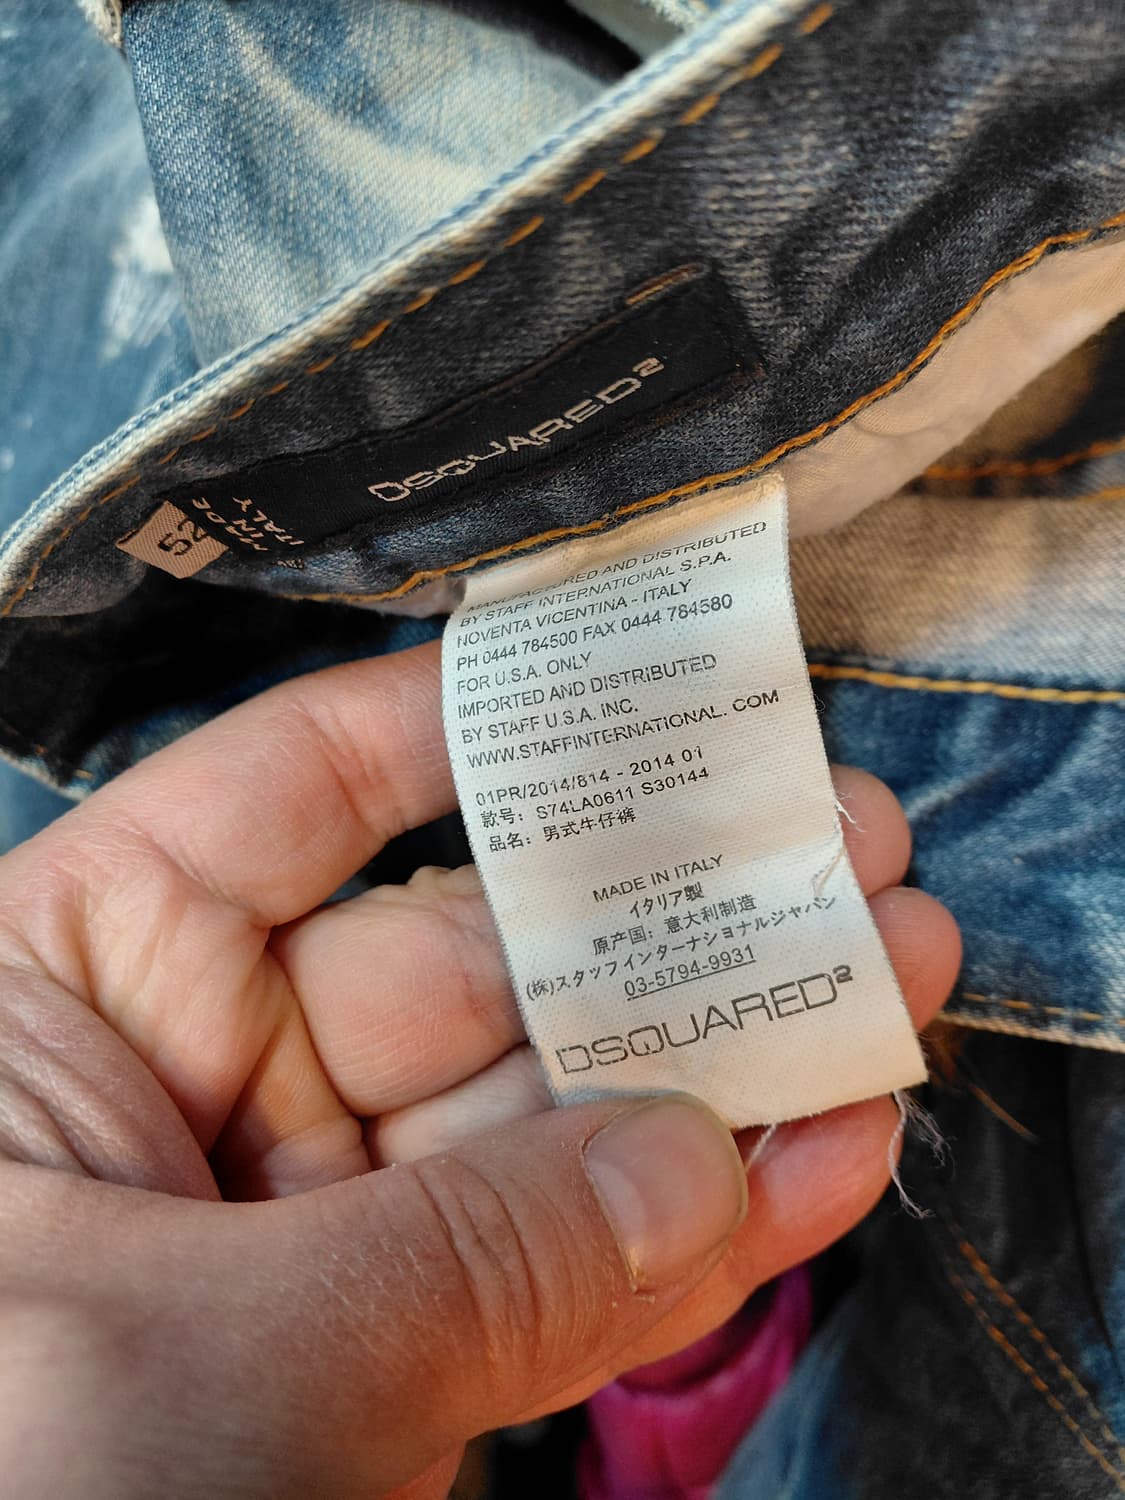 DSQUARED2
52
MADE
IN
ITALY
MANUFACTURED AND DISTRIBUTED
BY STAFF INTERNATIONAL S.P.A.
NOVENTA VICENTINA - ITALY
PH 0444 784500 FAX 0444 784580
FOR U.S.A. ONLY
IMPORTED AND DISTRIBUTED
BY STAFF U.S.A. INC.
WWW.STAFFINTERNATIONAL. COM
01PR/2014/814 - 2014 01
款号: S74LA0611 S30144
品名: 男式牛仔裤
MADE IN ITALY
イタリア製
原产国: 意大利制造
(株)スタッフインターナショナルジャパン
03-5794-9931
DSQUARED2